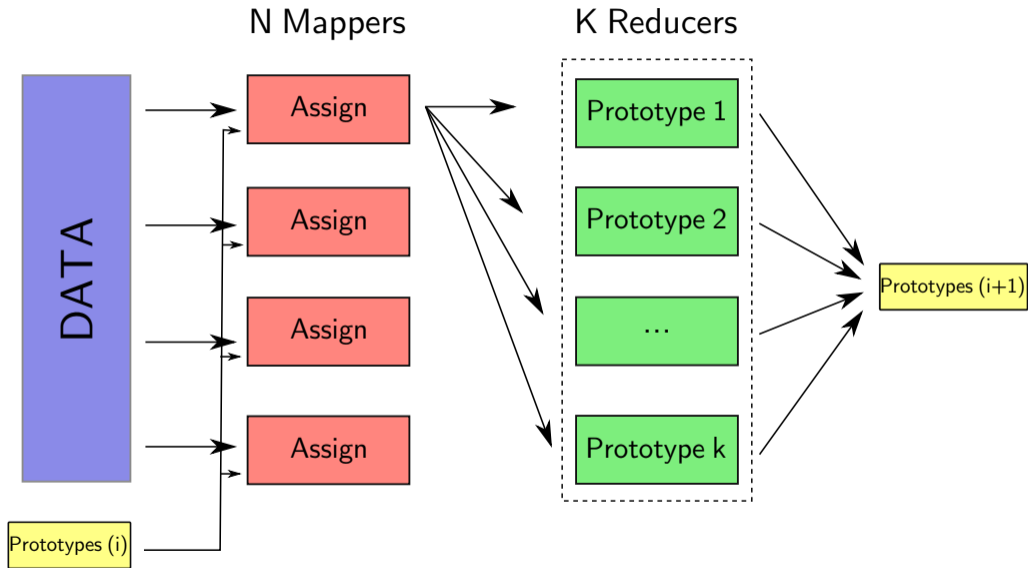 N Mappers
K Reducers
DATA
Assign
Assign
Assign
Assign
Prototype 1
Prototype 2
...
Prototype k
Prototypes (i)
Prototypes (i+1)